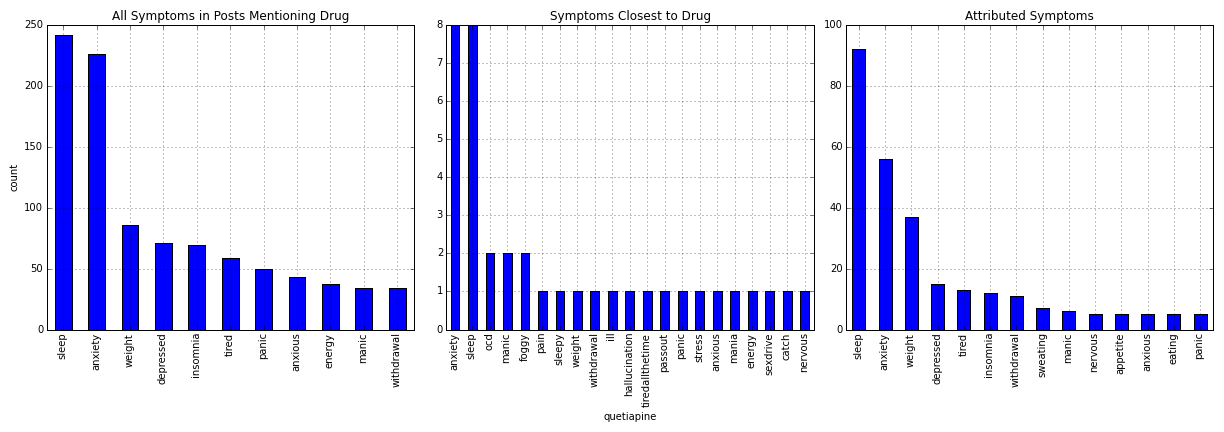 All Symptoms in Posts Mentioning Drug
count
250
200
150
100
50
0
sleep
anxiety
weight
depressed
insomnia
tired
panic
anxious
energy
manic
withdrawal
Symptoms Closest to Drug
8
7
6
5
4
3
2
1
0
anxiety
sleep
ocd
manic
foggy
pain
sleepy
weight
withdrawal
ill
hallucination
tiredallthetime
passout
panic
stress
anxious
mania
energy
sexdrive
catch
nervous
quetiapine
Attributed Symptoms
100
80
60
40
20
0
sleep
anxiety
weight
depressed
tired
insomnia
withdrawal
sweating
manic
nervous
appetite
anxious
eating
panic